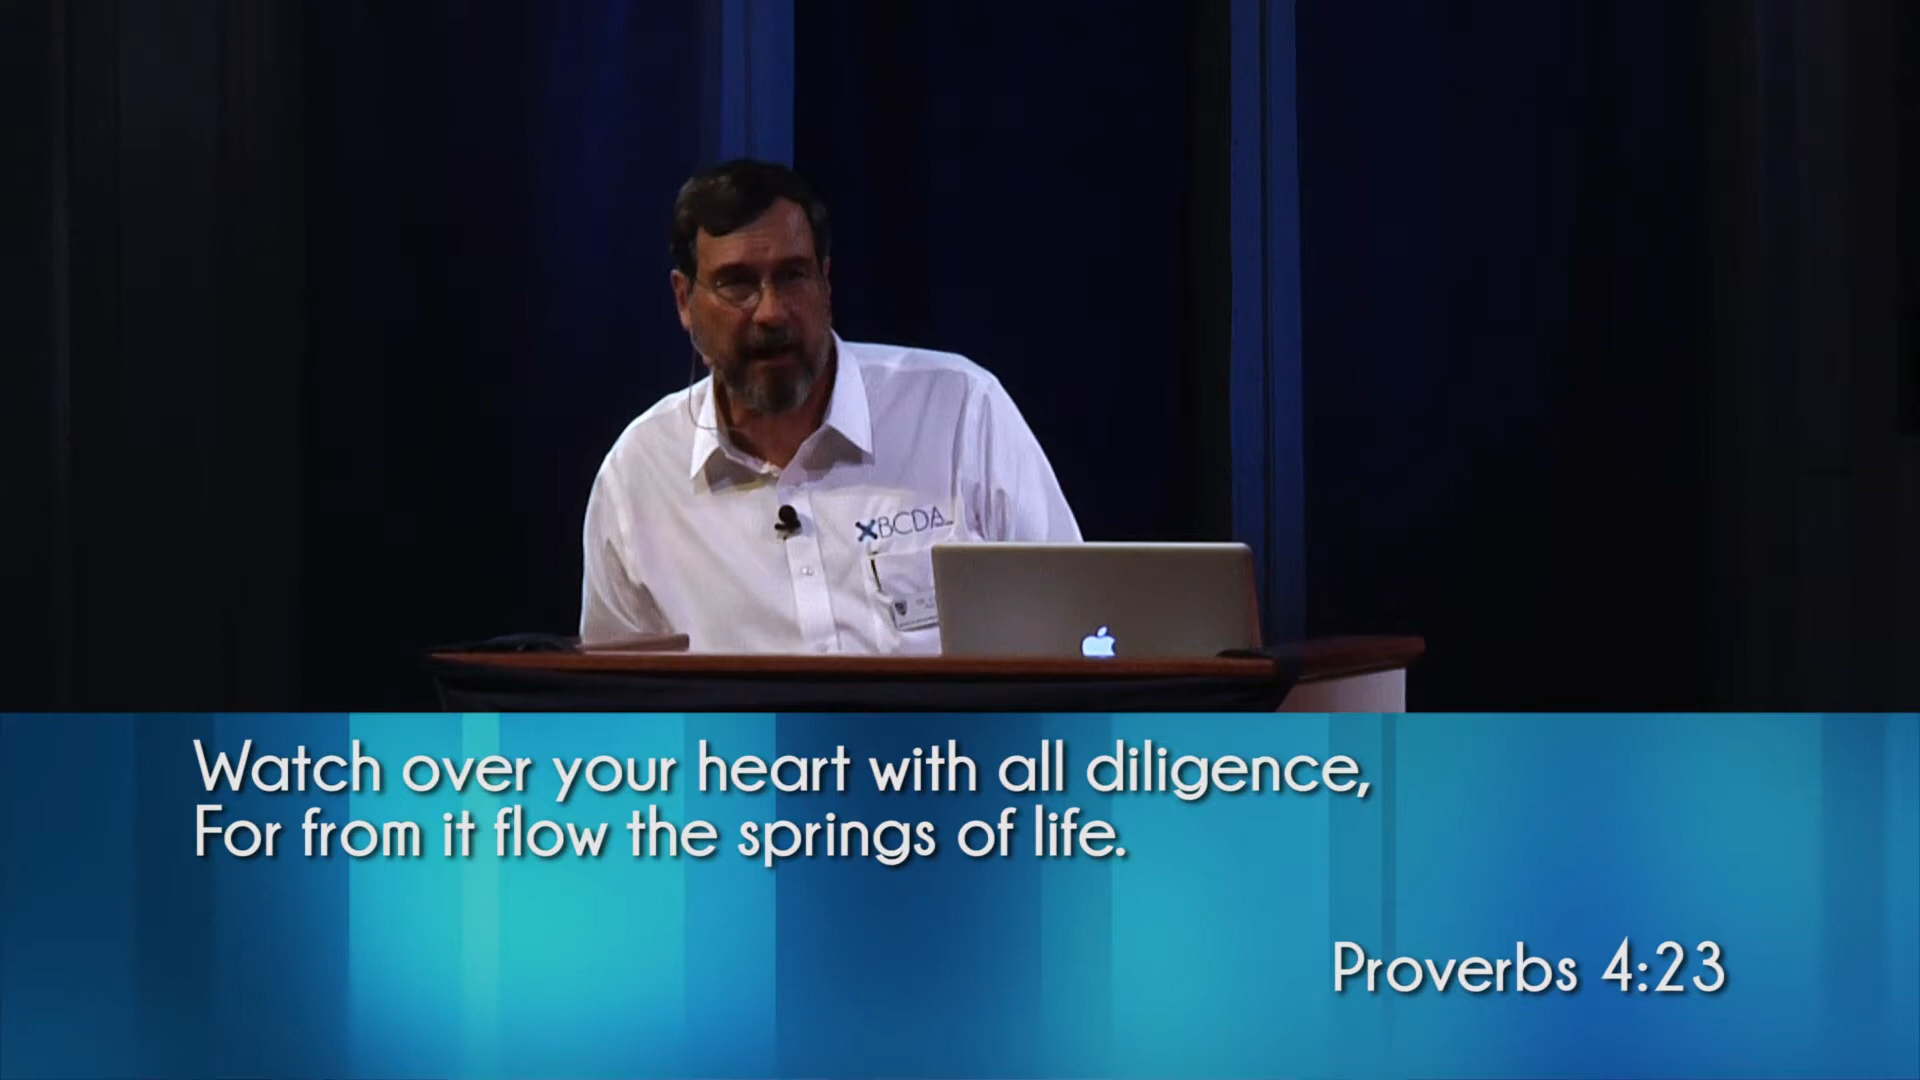 BCDA
Watch over your heart with all diligence,
For from it flow the springs of life.
Proverbs 4:23